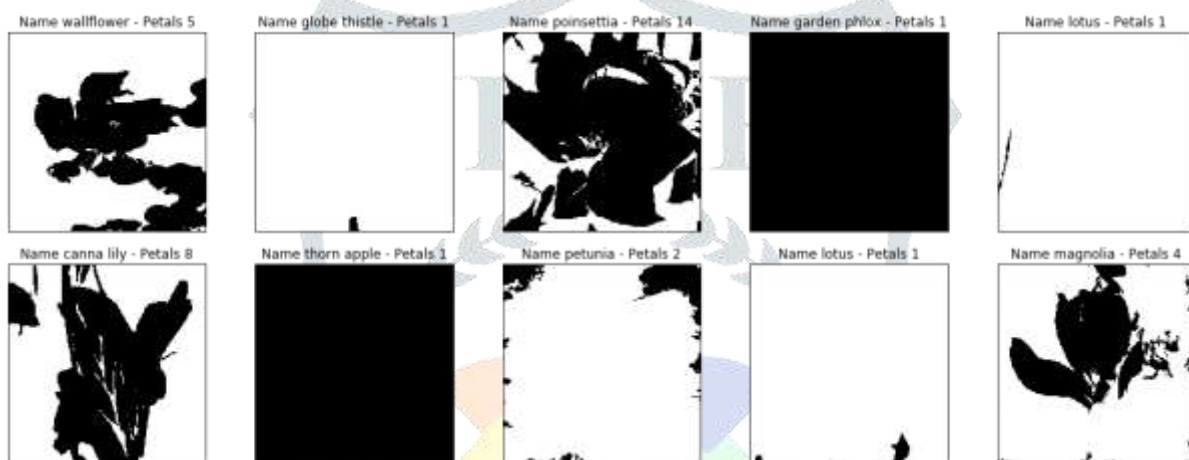 Name wallflower - Petals 5
Name globe thistle - Petals 1
Name poinsettia - Petals 14
Name garden phlox - Petals 1
Name lotus - Petals 1
Name canna lily - Petals 8
Name thorn apple - Petals 1
Name petunia - Petals 2
Name lotus - Petals 1
Name magnolia - Petals 4